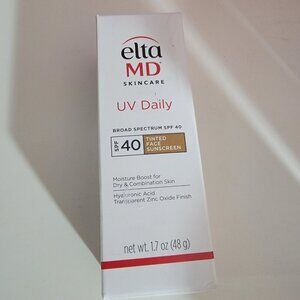 elta
MD
SKINCARE
UV Daily
BROAD SPECTRUM SPF 40
SPF 40 TINTED
FACE
SUNSCREEN
Moisture Boost for
Dry & Combination Skin
Hyaluronic Acid
Transparent Zinc Oxide Finish
net wt. 1.7 oz (48 g)